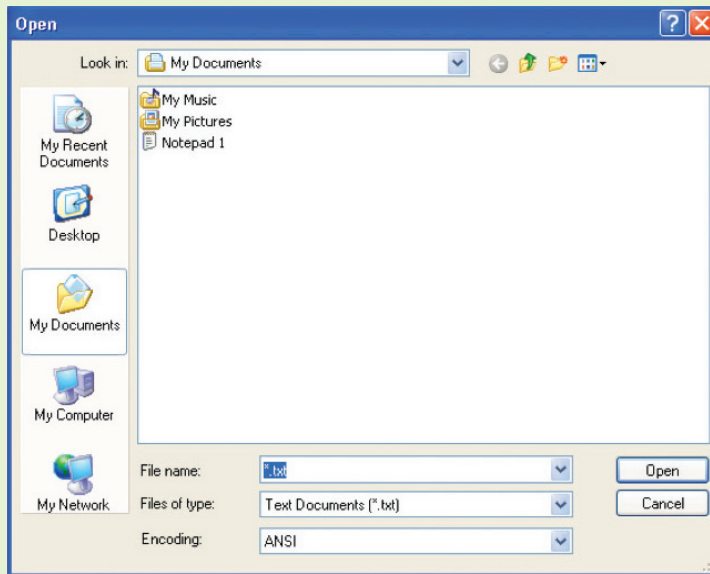 Open
Look in: My Documents
My Recent
Documents
Desktop
My Documents
My Computer
My Network
My Music
My Pictures
Notepad 1
File name: *.txt
Open
Files of type: Text Documents (*.txt)
Cancel
Encoding: ANSI